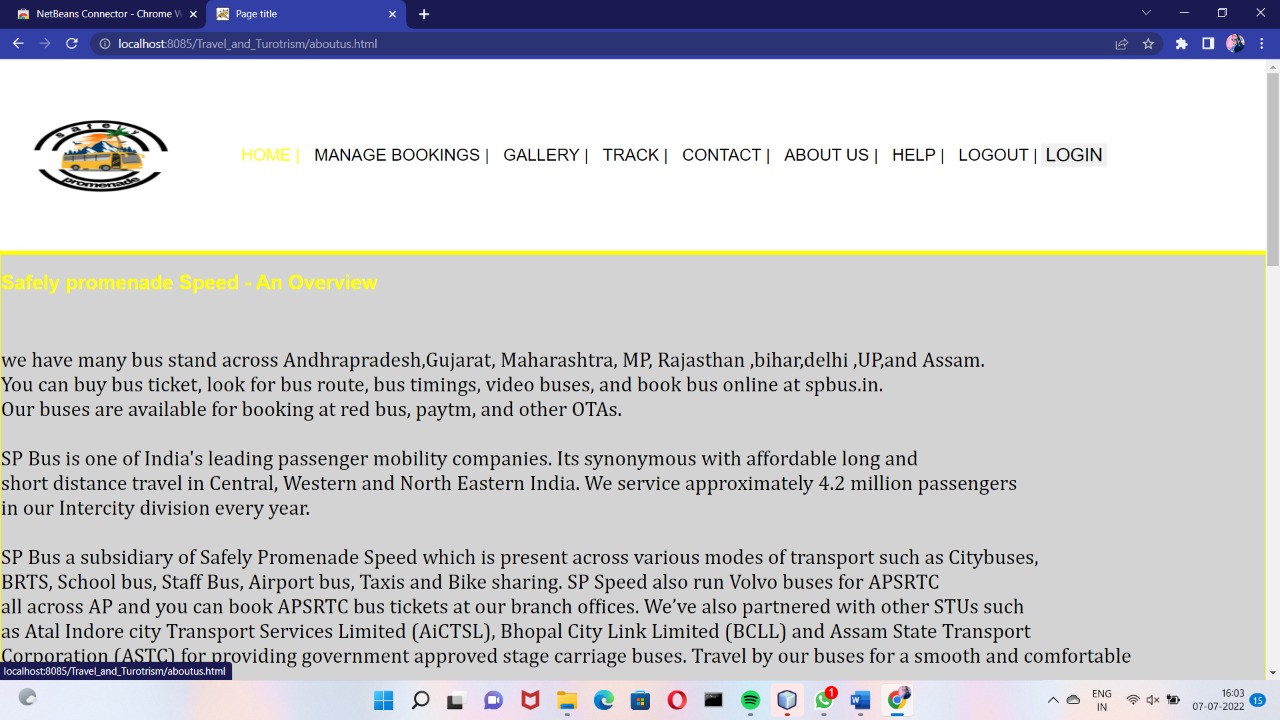 NetBeans Connector - Chrome W
Page title
localhost:8085/Travel_and_Turotrism/aboutus.html
safely
promenade
HOME | MANAGE BOOKINGS | GALLERY | TRACK | CONTACT | ABOUT US | HELP | LOGOUT | LOGIN
Safely promenade Speed - An Overview
we have many bus stand across Andhrapradesh,Gujarat, Maharashtra, MP, Rajasthan ,bihar,delhi ,UP,and Assam.
You can buy bus ticket, look for bus route, bus timings, video buses, and book bus online at spbus.in.
Our buses are available for booking at red bus, paytm, and other OTAs.
SP Bus is one of India's leading passenger mobility companies. Its synonymous with affordable long and
short distance travel in Central, Western and North Eastern India. We service approximately 4.2 million passengers
in our Intercity division every year.
SP Bus a subsidiary of Safely Promenade Speed which is present across various modes of transport such as Citybuses,
BRTS, School bus, Staff Bus, Airport bus, Taxis and Bike sharing. SP Speed also run Volvo buses for APSRTC
all across AP and you can book APSRTC bus tickets at our branch offices. We’ve also partnered with other STUs such
as Atal Indore city Transport Services Limited (AiCTSL), Bhopal City Link Limited (BCLL) and Assam State Transport
Corporation (ASTC) for providing government approved stage carriage buses. Travel by our buses for a smooth and comfortable
localhost:8085/Travel_and_Turotrism/aboutus.html
1
ENG
IN
16:03
07-07-2022
15